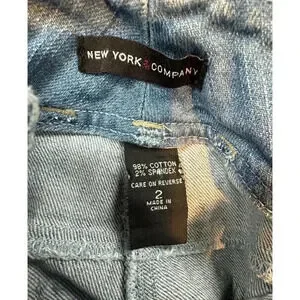 NEW YORK & COMPANY
98% COTTON
2% SPANDEX
CARE ON REVERSE
2
MADE IN
CHINA